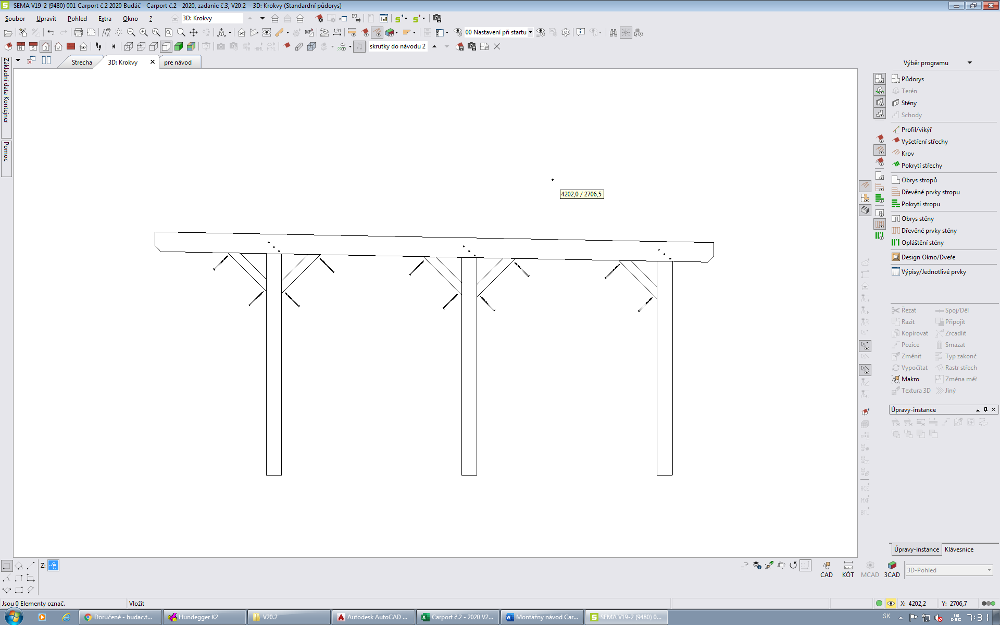 SEMA V19-2 (9480) 001 Carport č.2 2020 Budáč - Carport č.2 - 2020, zadanie č.3, V20.2 - 3D: Krokvy (Standardní půdorys)
Soubor Upravit Pohled Extra Okno ? 3D: Krokvy
00 Nastavení při startu
skrutky do návodu 2
Strecha
3D: Krokvy
pre návod
Základní data Kontejner
Pomoc
4202,0 / 2706,5
Výběr programu
Půdorys
Terén
Stěny
Schody
Profil/vikýř
Vyšetření střechy
Krov
Pokrytí střechy
Obrys stropů
Dřevěné prvky stropu
Pokrytí stropu
Obrys stěny
Dřevěné prvky stěny
Opláštění stěny
Design Okno/Dveře
Výpisy/Jednotlivé prvky
Řezat Spoj/Děl
Razit Připojit
Kopírovat Zrcadlit
Pozice Smazat
Změnit Typ zakonč
Vypočítat Rastr střech
Makro Změna měř
Textura 3D Jiný
Úpravy-instance
RCE
MXF
BTL
Úpravy-instance Klávesnice
Z:
CAD KÓT MCAD 3CAD
3D-Pohled
Jsou 0 Elementy označ. Vložit X: 4202,2 Y: 2706,7
Doručené - budac.t...
Hundegger K2
V20.2
Autodesk AutoCAD ...
Carport č.2 - 2020 V2...
Montážny návod Car...
SEMA V19-2 (9480) 0...
SK
12 DEC
7:31